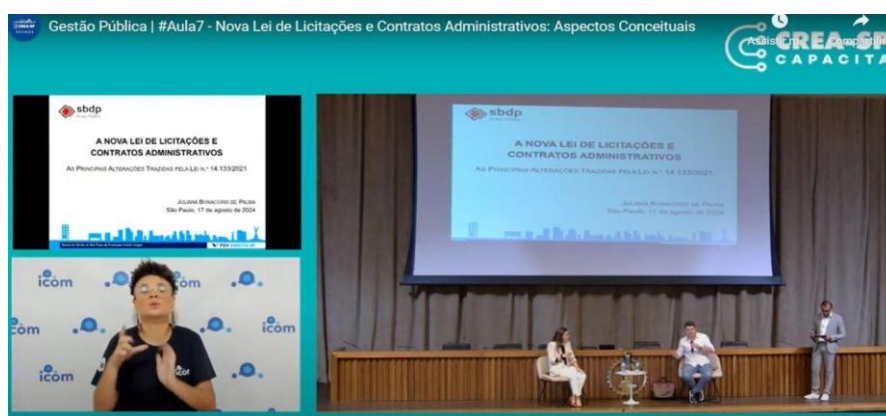 Gestão Pública | #Aula7 - Nova Lei de Licitações e Contratos Administrativos: Aspectos Conceituais
CREA-SP
CAPACITA
sbdp
A NOVA LEI DE LICITAÇÕES E
CONTRATOS ADMINISTRATIVOS
AS PRINCIPAIS ALTERAÇÕES TRAZIDAS PELA LEI N.º 14.133/2021
JULIANA BONACORSI DE PALMA
São Paulo, 17 de agosto de 2024
sbdp
A NOVA LEI DE LICITAÇÕES E
CONTRATOS ADMINISTRATIVOS
AS PRINCIPAIS ALTERAÇÕES TRAZIDAS PELA LEI N.º 14.133/2021
JULIANA BONACORSI DE PALMA
São Paulo, 17 de agosto de 2024
icom
icom
icom
icom
icom